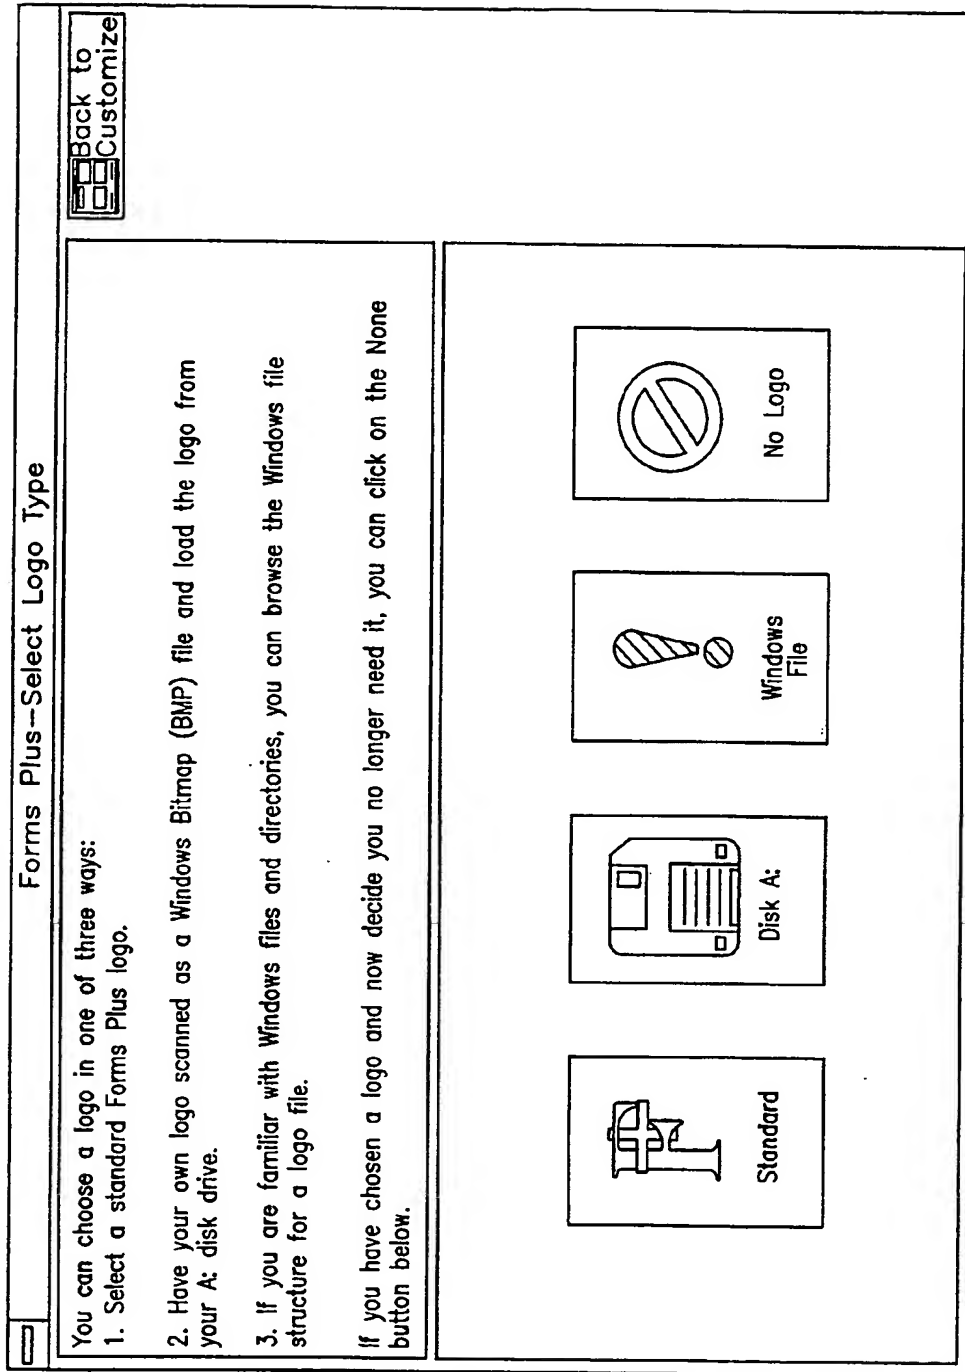 Forms Plus--Select Logo Type
Back to
Customize
You can choose a logo in one of three ways:
1. Select a standard Forms Plus logo.
2. Have your own logo scanned as a Windows Bitmap (BMP) file and load the logo from
your A: disk drive.
3. If you are familiar with Windows files and directories, you can browse the Windows file
structure for a logo file.
If you have chosen a logo and now decide you no longer need it, you can click on the None
button below.
Standard
Disk A:
Windows
File
No Logo